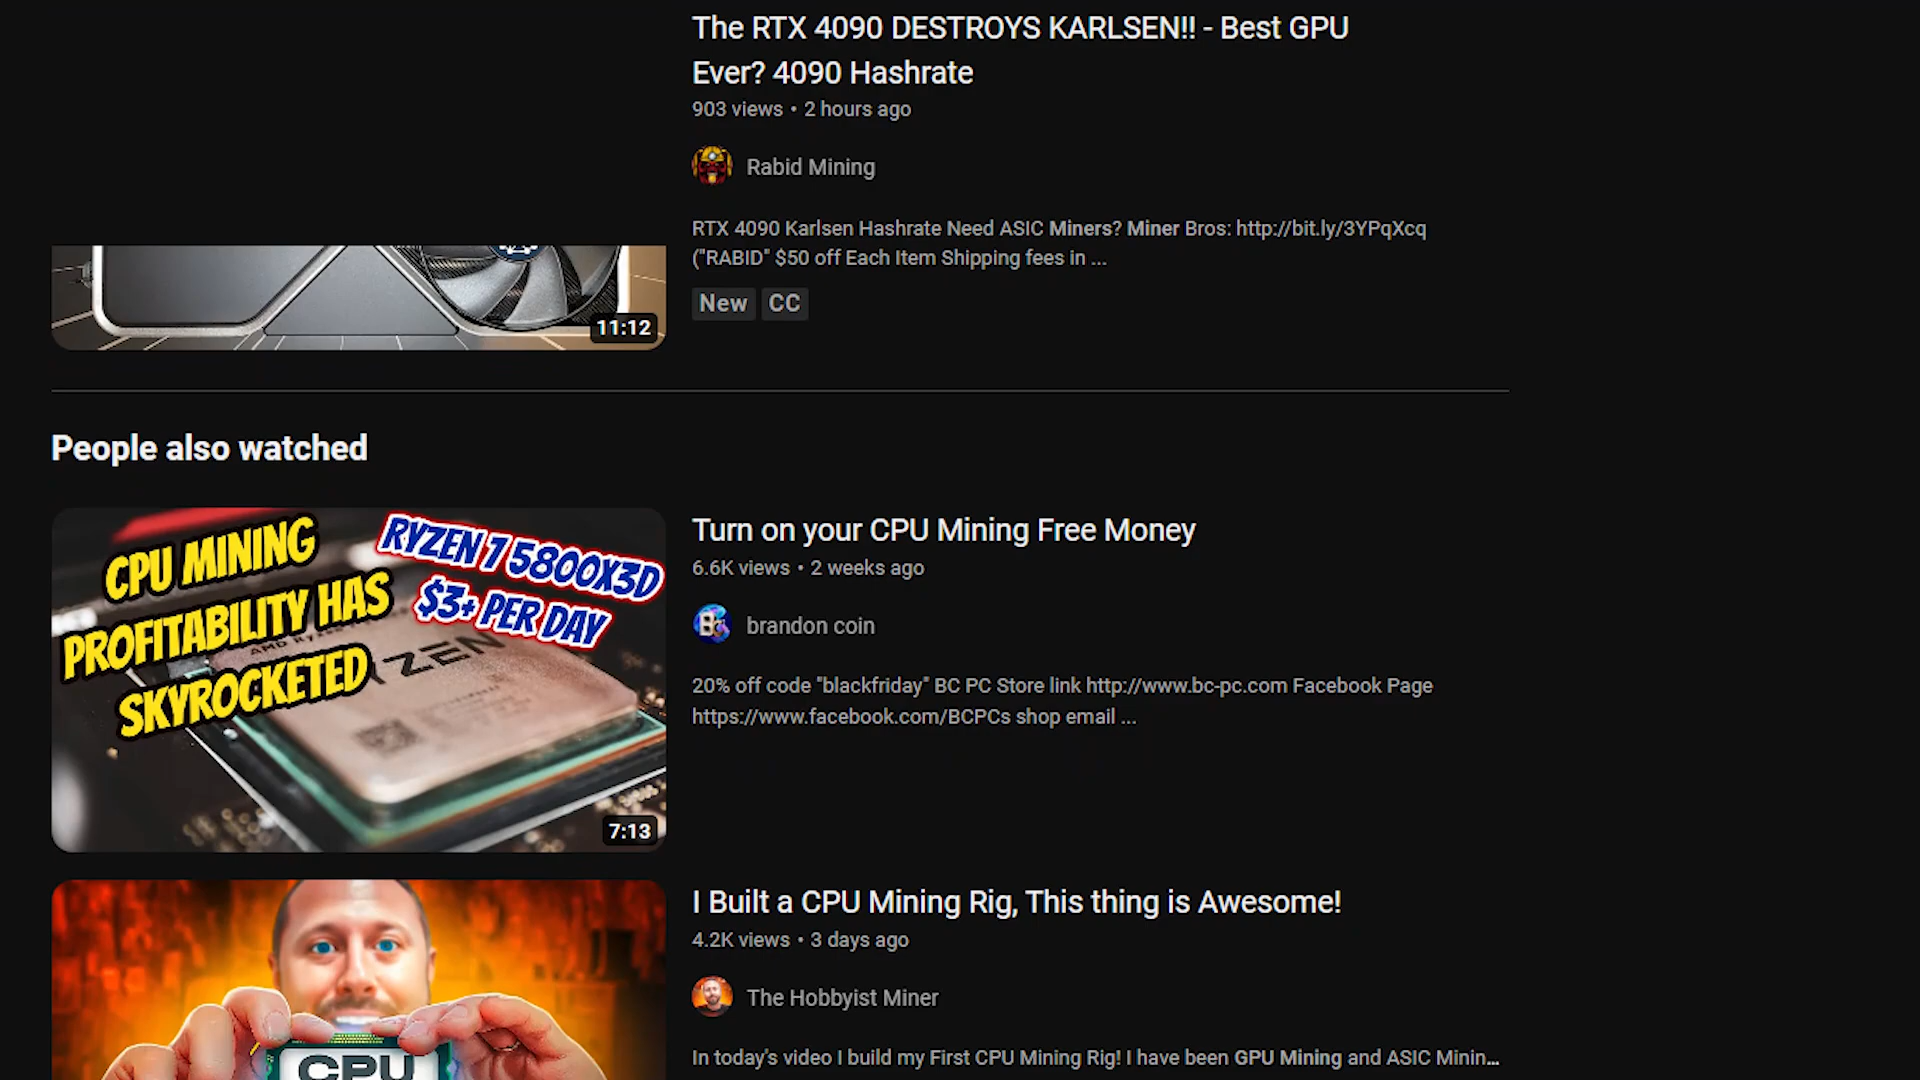 The RTX 4090 DESTROYS KARLSEN!! - Best GPU
Ever? 4090 Hashrate
903 views • 2 hours ago
Rabid Mining
RTX 4090 Karlsen Hashrate Need ASIC Miners? Miner Bros: http://bit.ly/3YPqXcq
("RABID" $50 off Each Item Shipping fees in ...
New CC
11:12
People also watched
CPU MINING
PROFITABILITY HAS
SKYROCKETED
RYZEN 7 5800X3D
$3+ PER DAY
7:13
Turn on your CPU Mining Free Money
6.6K views • 2 weeks ago
brandon coin
20% off code "blackfriday" BC PC Store link http://www.bc-pc.com Facebook Page
https://www.facebook.com/BCPCs shop email ...
CPU
I Built a CPU Mining Rig, This thing is Awesome!
4.2K views • 3 days ago
The Hobbyist Miner
In today's video I build my First CPU Mining Rig! I have been GPU Mining and ASIC Minin...